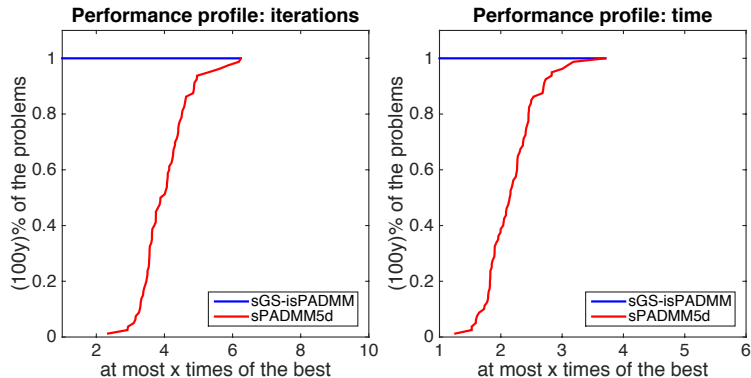 Performance profile: iterations
(100y)% of the problems
1
0.8
0.6
0.4
0.2
0
2
4
6
8
10
at most x times of the best
sGS-isPADMM
sPADMM5d
Performance profile: time
(100y)% of the problems
1
0.8
0.6
0.4
0.2
0
1
2
3
4
5
6
at most x times of the best
sGS-isPADMM
sPADMM5d